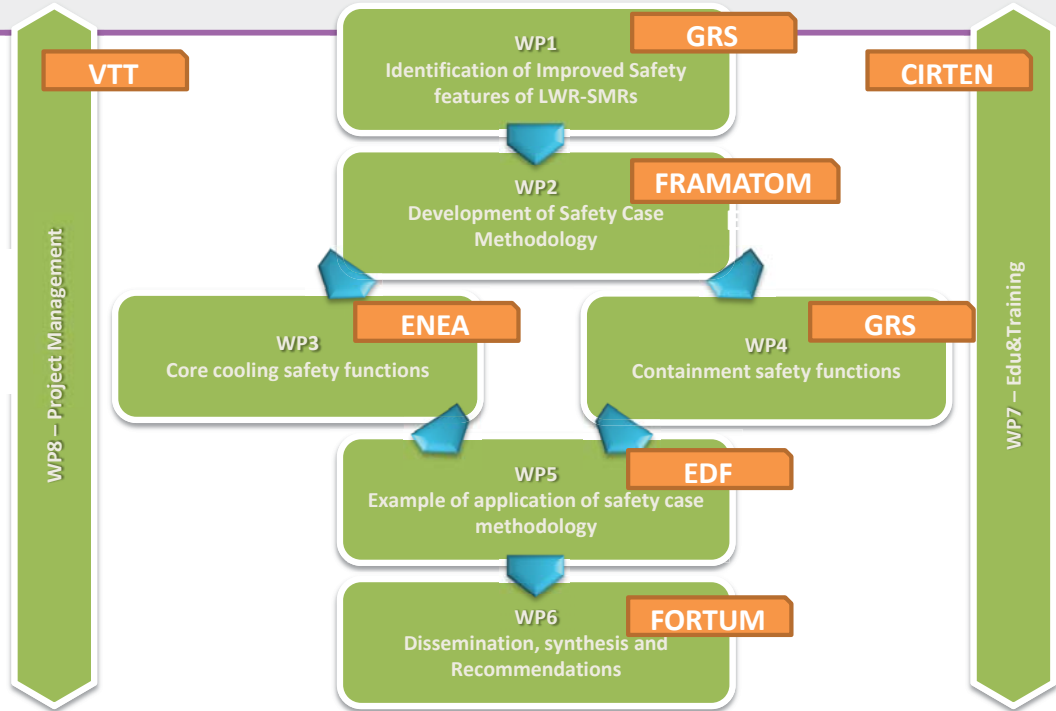 VTT
WP8 – Project Management
WP1
GRS
Identification of Improved Safety
features of LWR-SMRs
WP2
FRAMATOM
E
Development of Safety Case
Methodology
WP3
ENEA
Core cooling safety functions
WP4
GRS
Containment safety functions
WP5
EDF
Example of application of safety case
methodology
WP6
FORTUM
Dissemination, synthesis and
Recommendations
CIRTEN
WP7 – Edu&Training